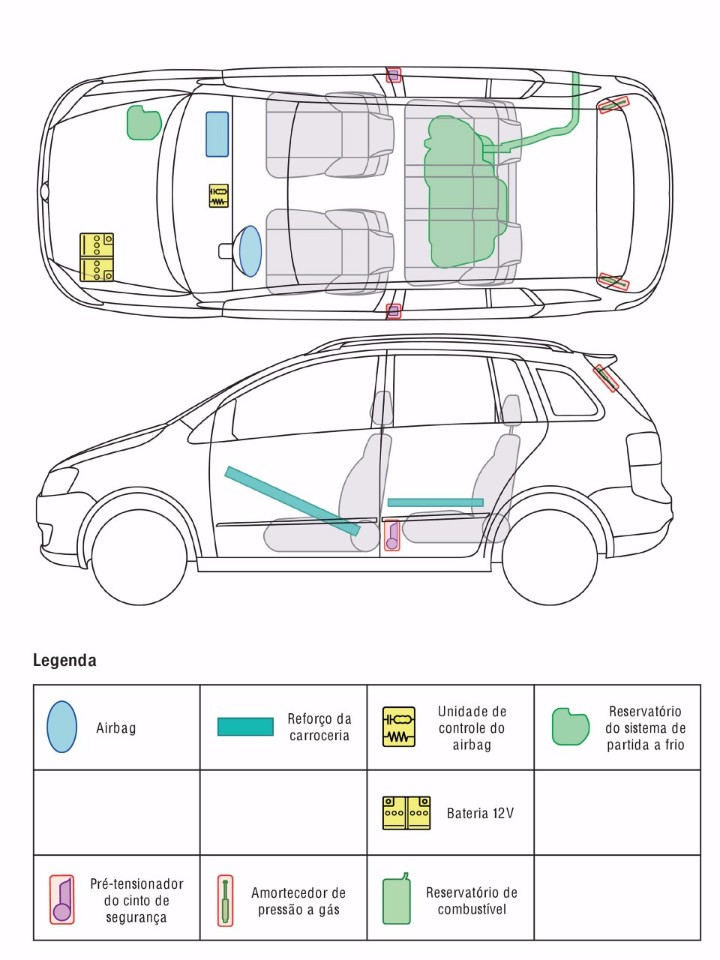 Legenda
Airbag
Reforço da
carroceria
Unidade de
controle do
airbag
Reservatório
do sistema de
partida a frio
Bateria 12V
Pré-tensionador
do cinto de
segurança
Amortecedor de
pressão a gás
Reservatório de
combustível